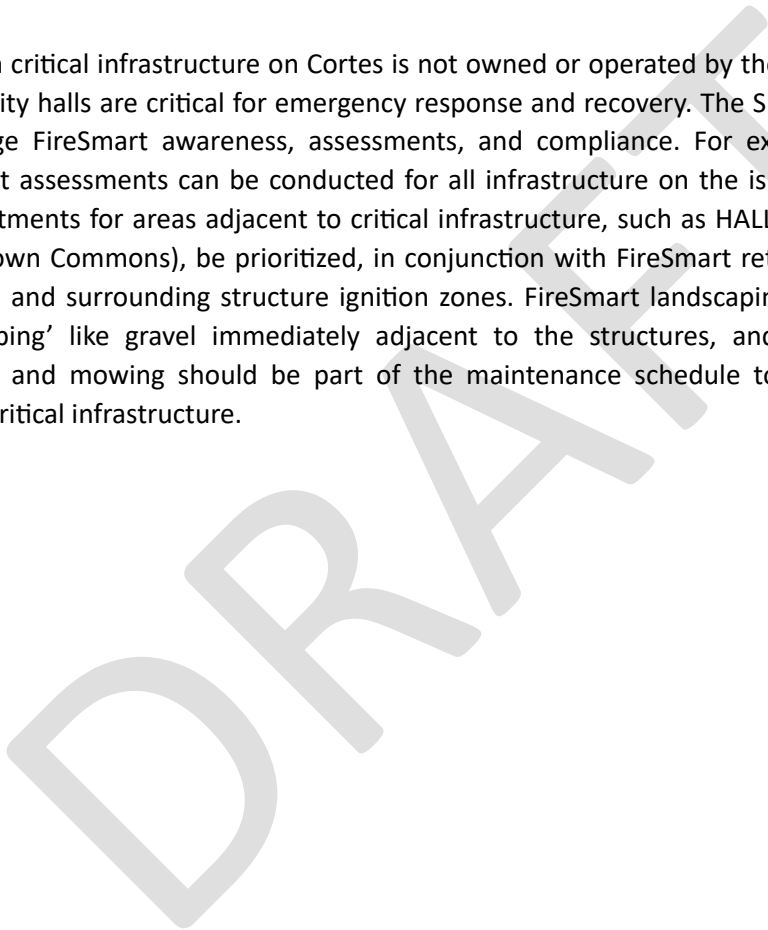 critical infrastructure on Cortes is not owned or operated by the
ity halls are critical for emergency response and recovery. The S
ge FireSmart awareness, assessments, and compliance. For ex
t assessments can be conducted for all infrastructure on the is
tments for areas adjacent to critical infrastructure, such as HALL
own Commons), be prioritized, in conjunction with FireSmart ret
and surrounding structure ignition zones. FireSmart landscapin
ping’ like gravel immediately adjacent to the structures, and
and mowing should be part of the maintenance schedule to
ritical infrastructure.
DRAFT